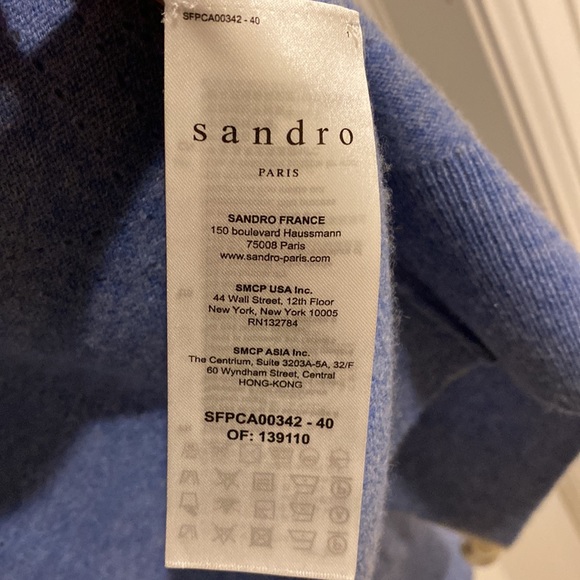 SFPCA00342 - 40
sandro
PARIS
SANDRO FRANCE
150 boulevard Haussmann
75008 Paris
www.sandro-paris.com
SMCP USA Inc.
44 Wall Street, 12th Floor
New York, New York 10005
RN132784
SMCP ASIA Inc.
The Centrium, Suite 3203A-5A, 32/F
60 Wyndham Street, Central
HONG-KONG
SFPCA00342 - 40
OF: 139110